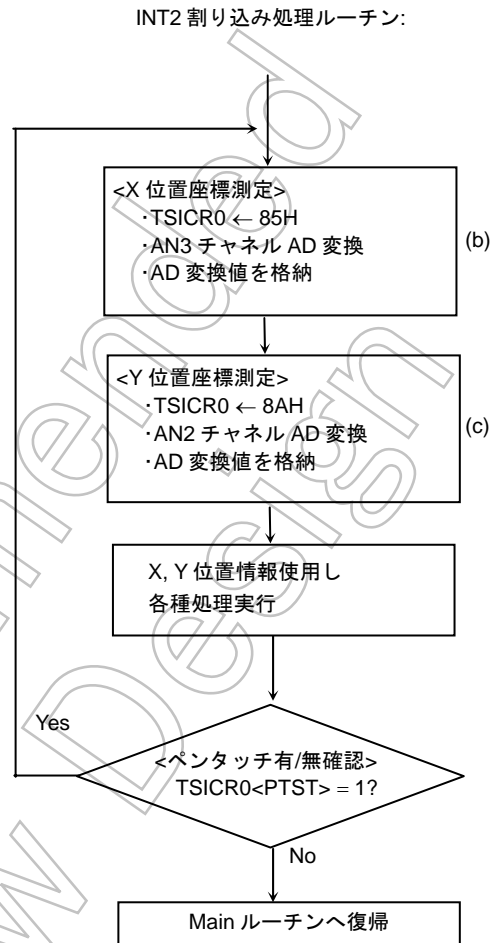 INT2 割り込み処理ルーチン:
<X 位置座標測定>
・TSICR0 ← 85H
・AN3 チャネル AD 変換
・AD 変換値を格納
(b)
<Y 位置座標測定>
・TSICR0 ← 8AH
・AN2 チャネル AD 変換
・AD 変換値を格納
(c)
X, Y 位置情報使用し
各種処理実行
Yes
<ペンタッチ有/無確認>
TSICR0<PTST> = 1?
No
Main ルーチンへ復帰